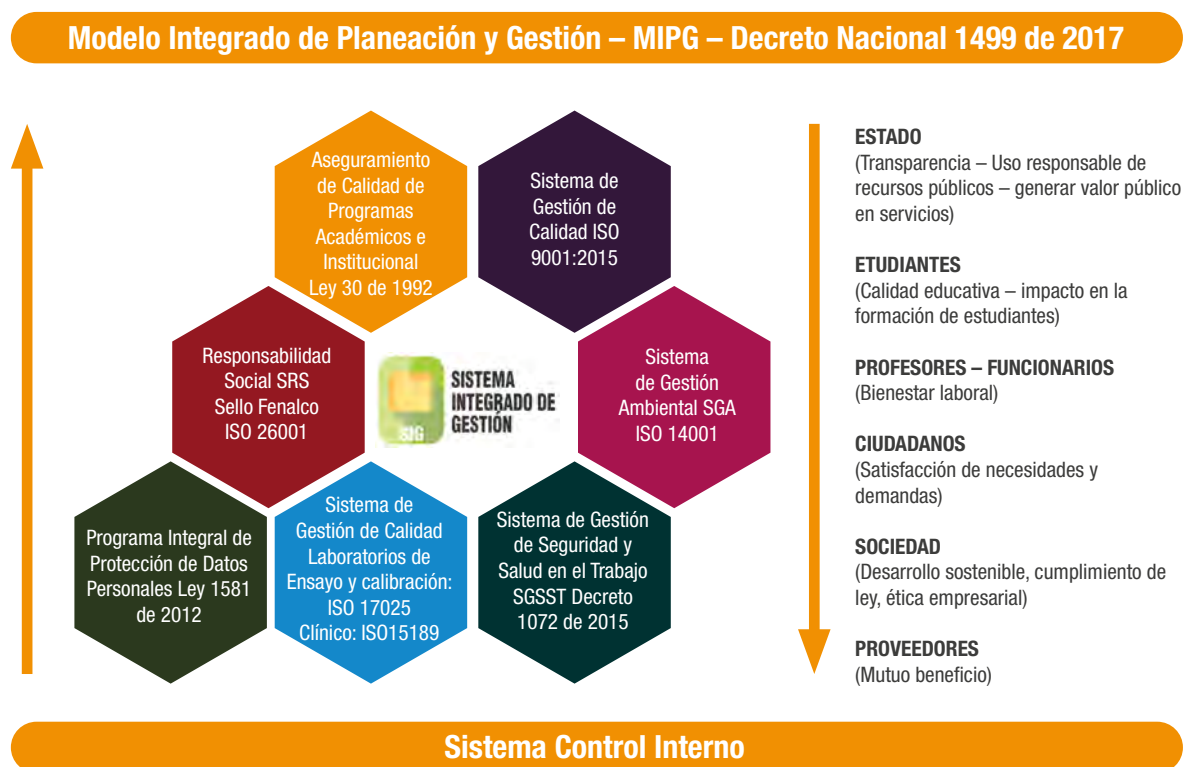 Modelo Integrado de Planeación y Gestión – MIPG – Decreto Nacional 1499 de 2017
Aseguramiento
de Calidad de
Programas
Académicos e
Institucional
Ley 30 de 1992
Sistema de
Gestión de
Calidad ISO
9001:2015
Responsabilidad
Social SRS
Sello Fenalco
ISO 26001
SIG
SISTEMA
INTEGRADO DE
GESTIÓN
Sistema
de Gestión
Ambiental SGA
ISO 14001
Programa Integral de
Protección de Datos
Personales Ley 1581
de 2012
Sistema de
Gestión de Calidad
Laboratorios de
Ensayo y calibración:
ISO 17025
Clínico: ISO15189
Sistema de Gestión
de Seguridad y
Salud en el Trabajo
SGSST Decreto
1072 de 2015
ESTADO
(Transparencia – Uso responsable de
recursos públicos – generar valor público
en servicios)
ETUDIANTES
(Calidad educativa – impacto en la
formación de estudiantes)
PROFESORES – FUNCIONARIOS
(Bienestar laboral)
CIUDADANOS
(Satisfacción de necesidades y
demandas)
SOCIEDAD
(Desarrollo sostenible, cumplimiento de
ley, ética empresarial)
PROVEEDORES
(Mutuo beneficio)
Sistema Control Interno